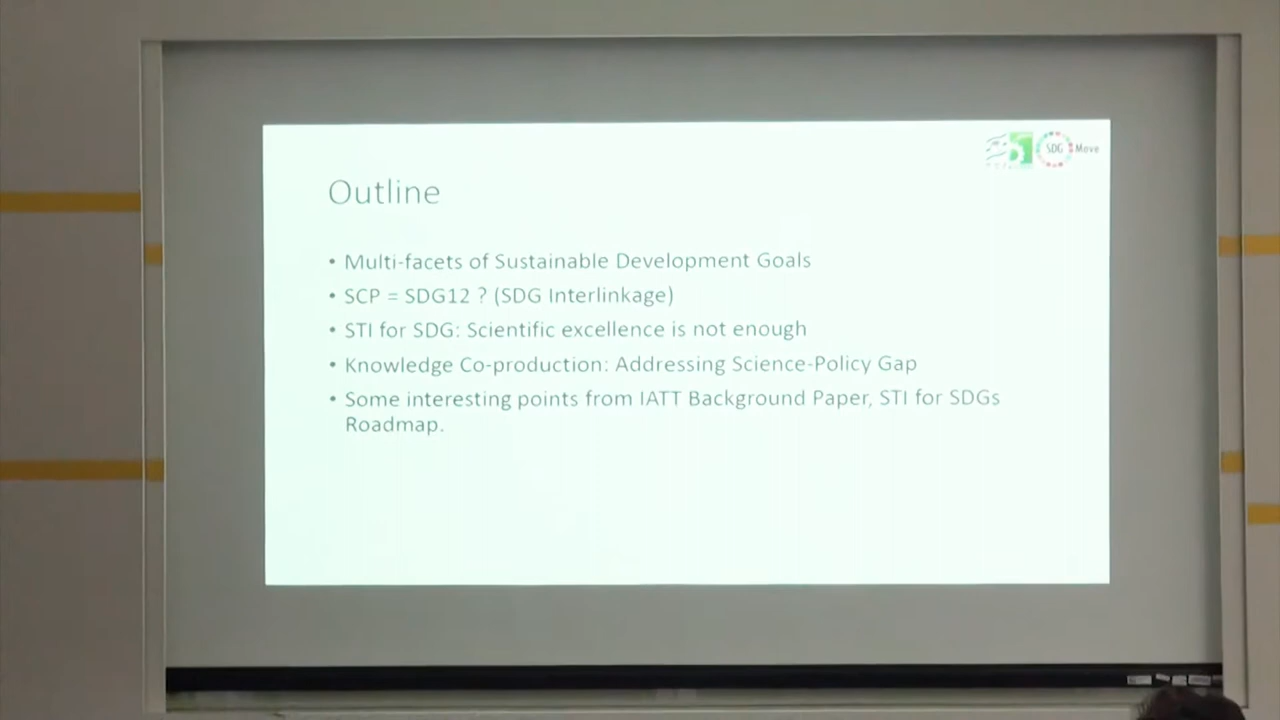 SDG Move
Outline
• Multi-facets of Sustainable Development Goals
• SCP = SDG12 ? (SDG Interlinkage)
• STI for SDG: Scientific excellence is not enough
• Knowledge Co-production: Addressing Science-Policy Gap
• Some interesting points from IATT Background Paper, STI for SDGs
Roadmap.